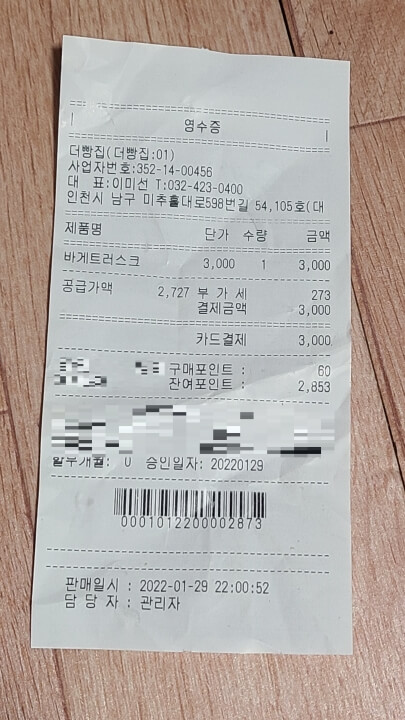 영수증
더빵집(더빵집:01)
사업자번호:352-14-00456
대 표:이미선 T:032-423-0400
인천시 남구 미추홀대로598번길 54,105호(대
제품명 단가 수량 금액
바게트러스크 3,000 1 3,000
공급가액 2,727 부 가 세 273
결제금액 3,000
카드결제 3,000
구매포인트 : 60
잔여포인트 : 2,853
할부개월: 0 승인일자: 20220129
0001012200002873
판매일시 : 2022-01-29 22:00:52
담 당 자 : 관리자